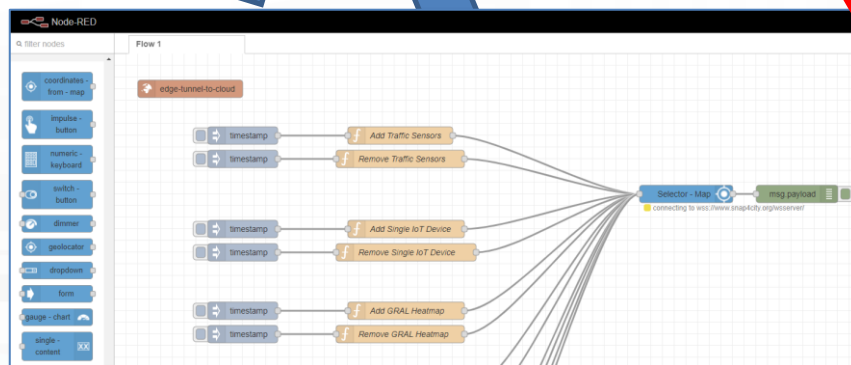 Node-RED
filter nodes
Flow 1
coordinates -
from - map
impulse -
button
numeric -
keyboard
switch -
button
dimmer
geolocator
dropdown
form
gauge - chart
single -
content
edge-tunnel-to-cloud
timestamp
Add Traffic Sensors
timestamp
Remove Traffic Sensors
timestamp
Add Single IoT Device
timestamp
Remove Single IoT Device
timestamp
Add GRAL Heatmap
timestamp
Remove GRAL Heatmap
Selector - Map
connecting to wss://www.snap4city.org/wsserver/
msg.payload